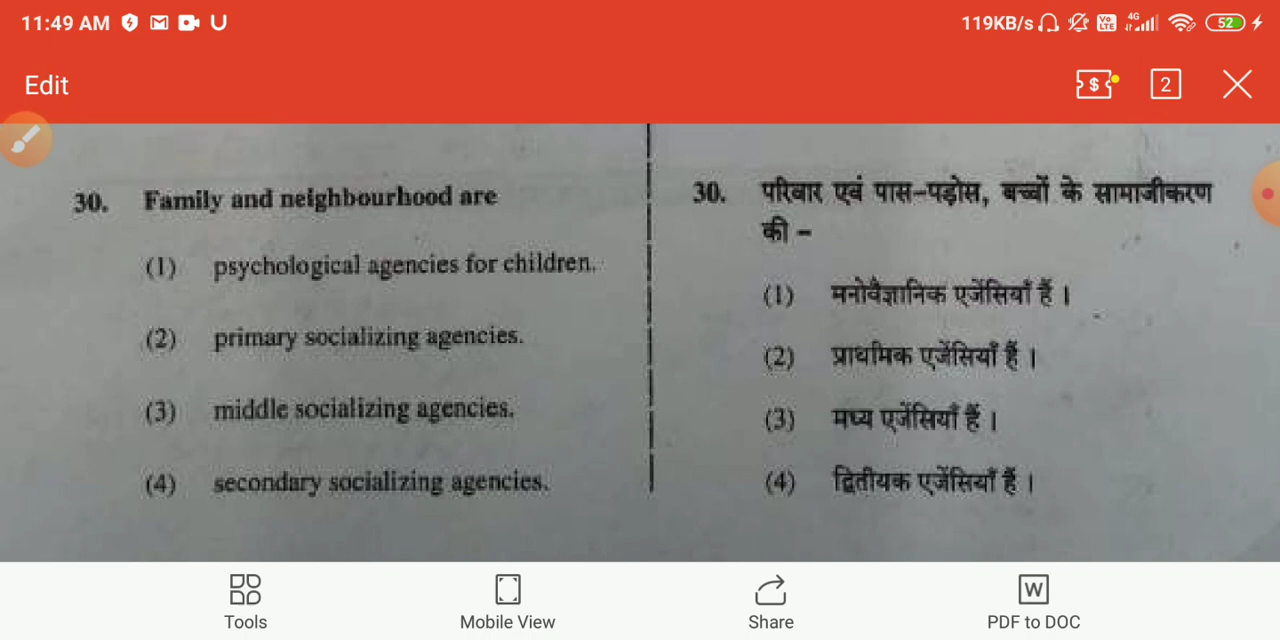 11:49 AM
119KB/s 4G 52
Edit
2
30. Family and neighbourhood are
(1) psychological agencies for children.
(2) primary socializing agencies.
(3) middle socializing agencies.
(4) secondary socializing agencies.
30. परिवार एवं पास-पड़ोस, बच्चों के सामाजीकरण
की -
(1) मनोवैज्ञानिक एजेंसियाँ हैं ।
(2) प्राथमिक एजेंसियाँ हैं ।
(3) मध्य एजेंसियाँ हैं ।
(4) द्वितीयक एजेंसियाँ हैं ।
Tools
Mobile View
Share
W
PDF to DOC